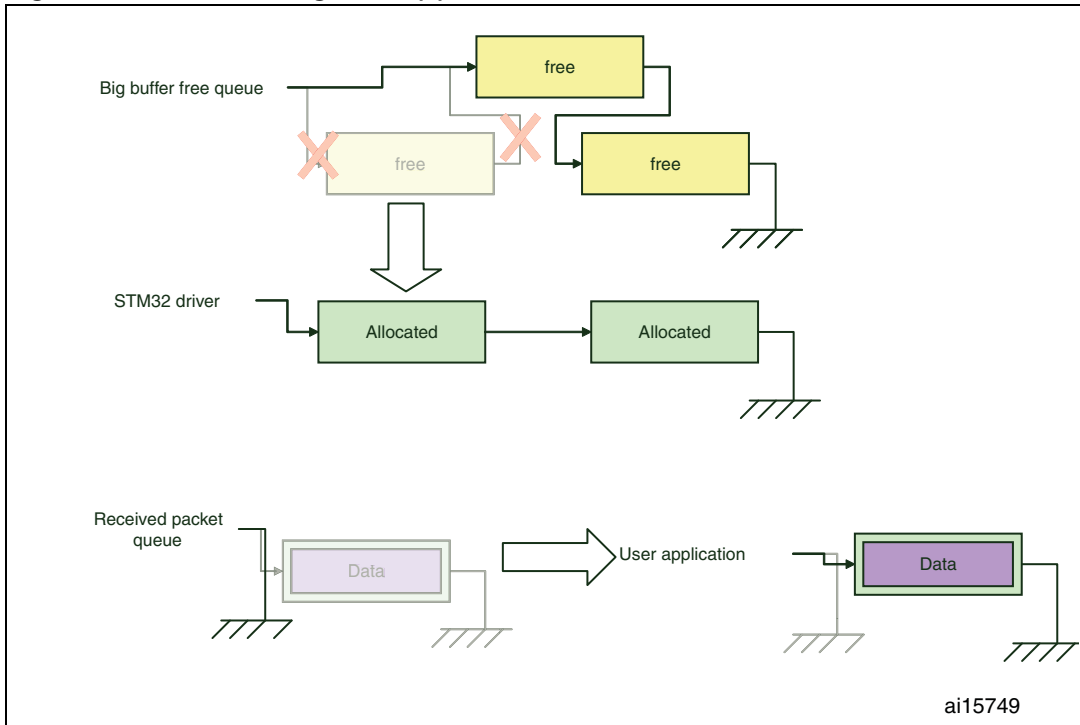 Big buffer free queue
free
free
free
STM32 driver
Allocated
Allocated
Received packet
queue
Data
User application
Data
ai15749